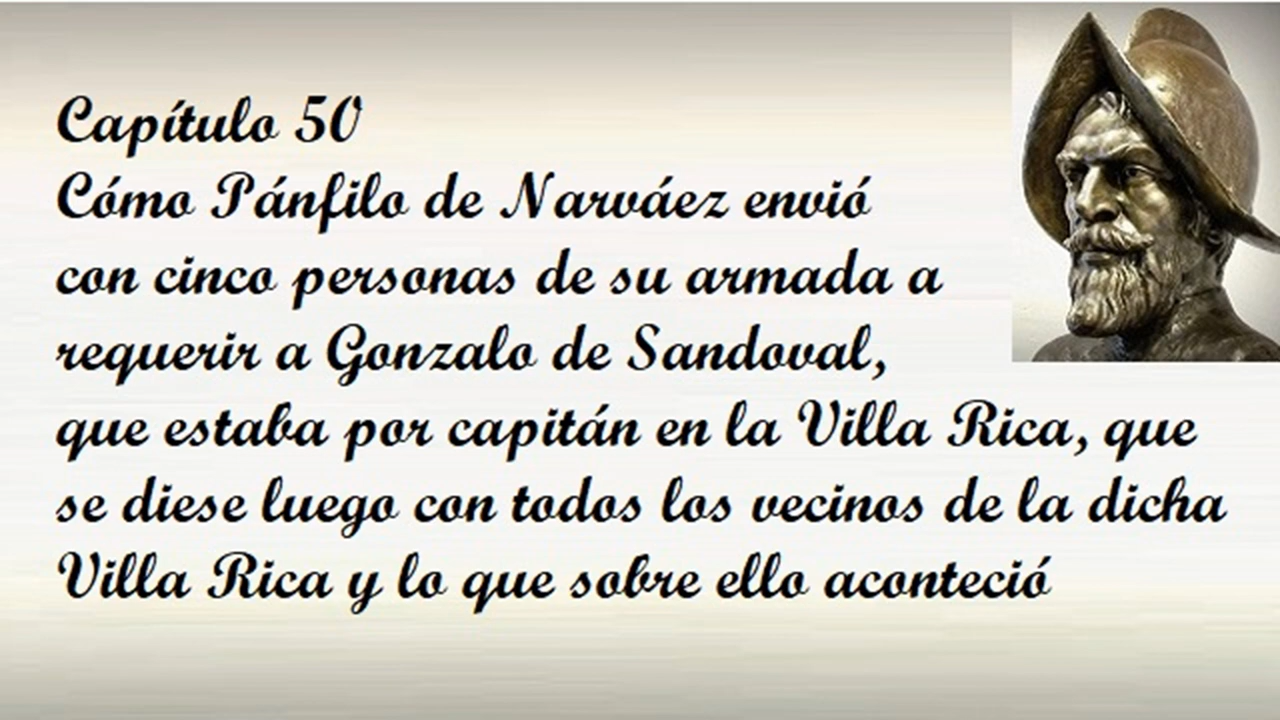 Capítulo 50
Cómo Pánfilo de Narváez envió
con cinco personas de su armada a
requerir a Gonzalo de Sandoval,
que estaba por capitán en la Villa Rica, que
se diese luego con todos los vecinos de la dicha
Villa Rica y lo que sobre ello aconteció